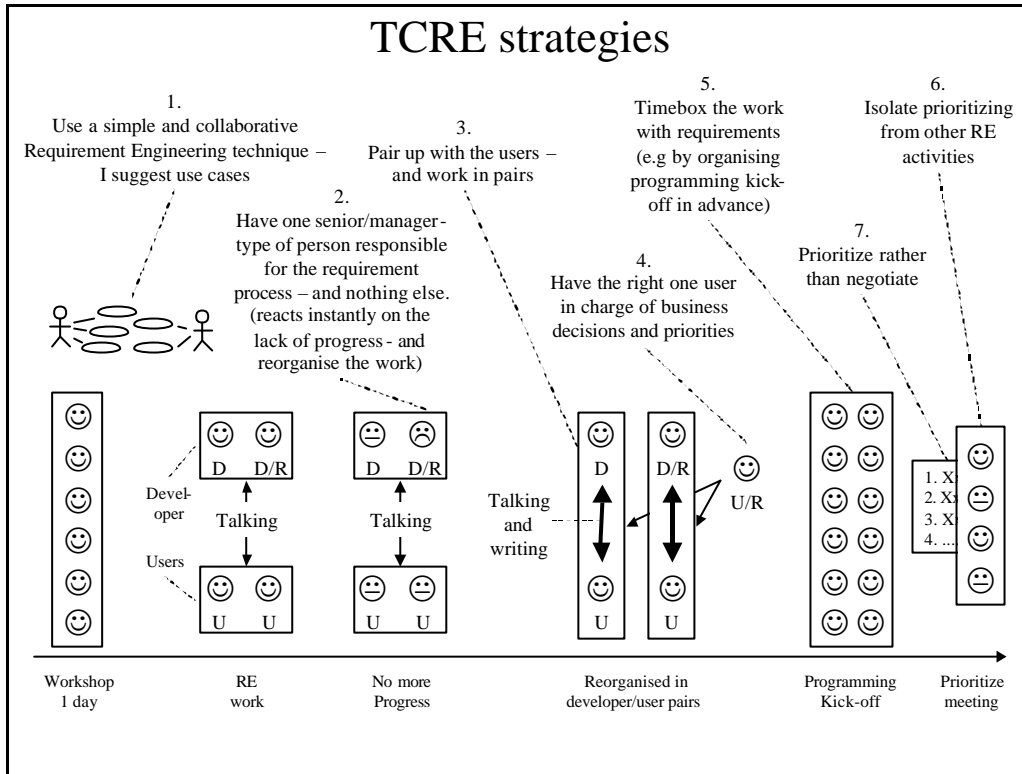 TCRE strategies
1.
Use a simple and collaborative
Requirement Engineering technique –
I suggest use cases
2.
Have one senior/manager-
type of person responsible
for the requirement
process – and nothing else.
(reacts instantly on the
lack of progress - and
reorganise the work)
3.
Pair up with the users –
and work in pairs
4.
Have the right one user
in charge of business
decisions and priorities
5.
Timebox the work
with requirements
(e.g by organising
programming kick-
off in advance)
6.
Isolate prioritizing
from other RE
activities
7.
Prioritize rather
than negotiate
D D/R
Devel-
oper
Talking
Users
U U
D D/R
Talking
U U
D D/R
Talking
and
writing
U U
U/R
1. X
2. X
3. X
4. ...
Workshop
1 day
RE
work
No more
Progress
Reorganised in
developer/user pairs
Programming
Kick-off
Prioritize
meeting